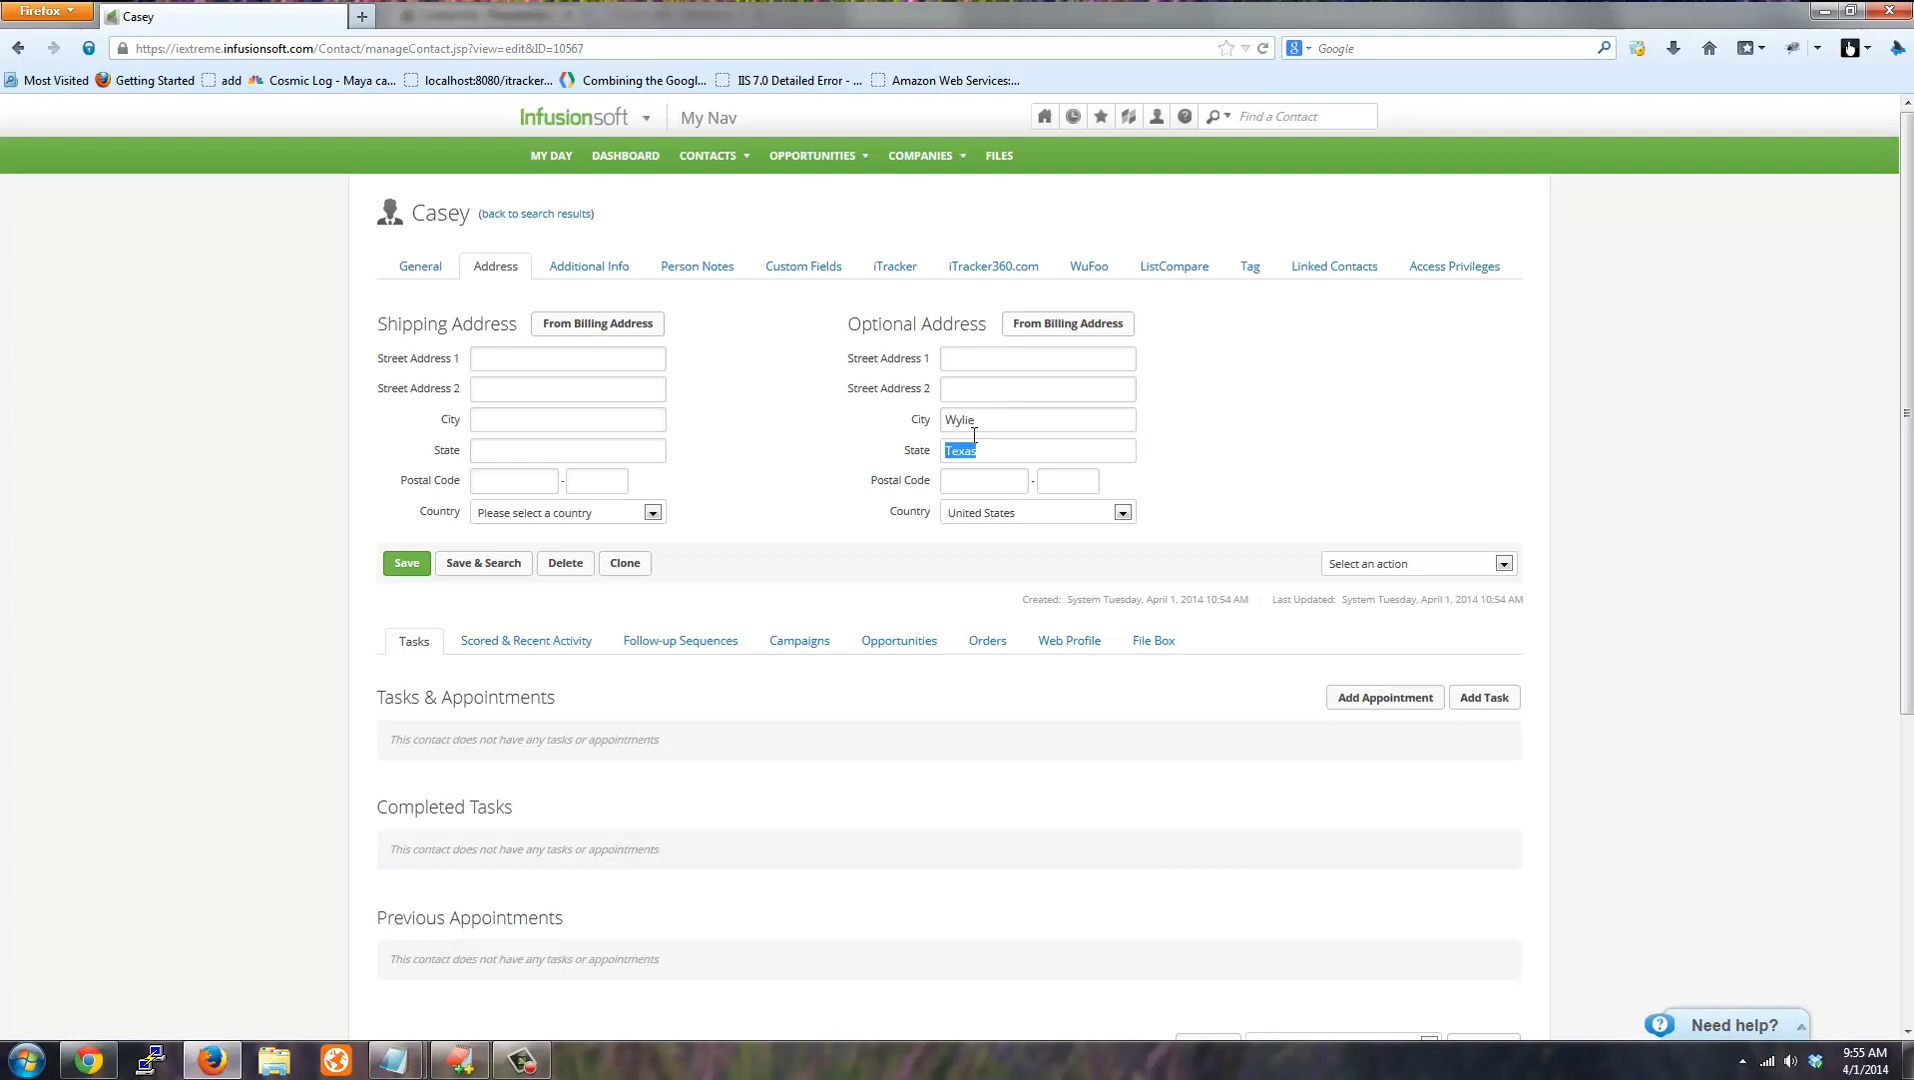 Firefox
Casey
https://iextreme.infusionsoft.com/Contact/manageContact.jsp?view=edit&ID=10567
Google
Most Visited Getting Started add Cosmic Log - Maya ca... localhost:8080/itracker... Combining the Googl... IIS 7.0 Detailed Error - ... Amazon Web Services:...
Infusionsoft My Nav Find a Contact
MY DAY DASHBOARD CONTACTS OPPORTUNITIES COMPANIES FILES
Casey (back to search results)
General Address Additional Info Person Notes Custom Fields iTracker iTracker360.com WuFoo ListCompare Tag Linked Contacts Access Privileges
Shipping Address From Billing Address Optional Address From Billing Address
Street Address 1 Street Address 1
Street Address 2 Street Address 2
City City Wylie
State State Texas
Postal Code - Postal Code -
Country Please select a country Country United States
Save Save & Search Delete Clone Select an action
Created: System Tuesday, April 1, 2014 10:54 AM Last Updated: System Tuesday, April 1, 2014 10:54 AM
Tasks Scored & Recent Activity Follow-up Sequences Campaigns Opportunities Orders Web Profile File Box
Tasks & Appointments Add Appointment Add Task
This contact does not have any tasks or appointments
Completed Tasks
This contact does not have any tasks or appointments
Previous Appointments
This contact does not have any tasks or appointments
Need help?
9:55 AM
4/1/2014